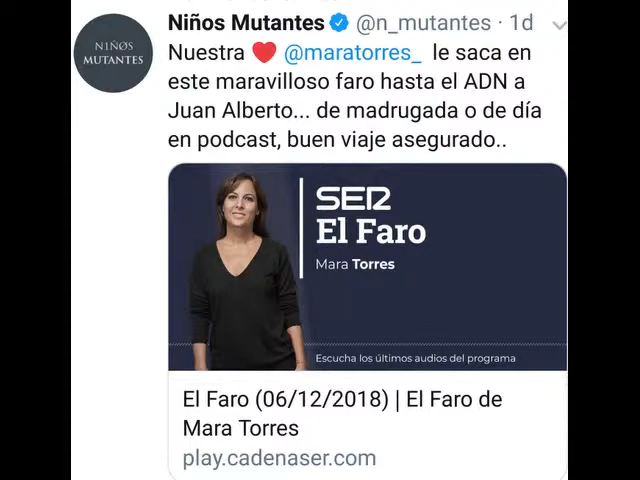 Niños Mutantes @n_mutantes · 1d
NIÑØS
MUTANTES
Nuestra ❤ @maratorres_ le saca en
este maravilloso faro hasta el ADN a
Juan Alberto... de madrugada o de día
en podcast, buen viaje asegurado..
SER
El Faro
Mara Torres
Escucha los últimos audios del programa
El Faro (06/12/2018) | El Faro de
Mara Torres
play.cadenaser.com